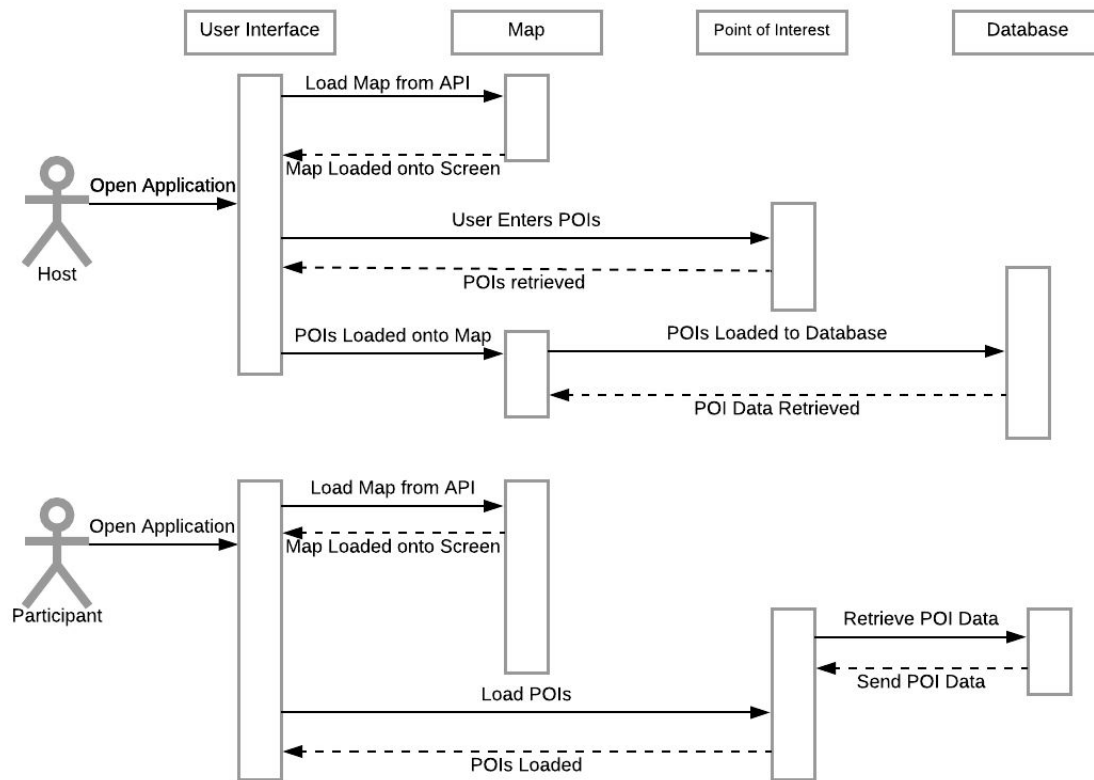 User Interface
Map
Point of Interest
Database
Load Map from API
Map Loaded onto Screen
Open Application
User Enters POIs
Host
POIs retrieved
POIs Loaded onto Map
POIs Loaded to Database
POI Data Retrieved
Load Map from API
Open Application
Map Loaded onto Screen
Participant
Retrieve POI Data
Send POI Data
Load POIs
POIs Loaded